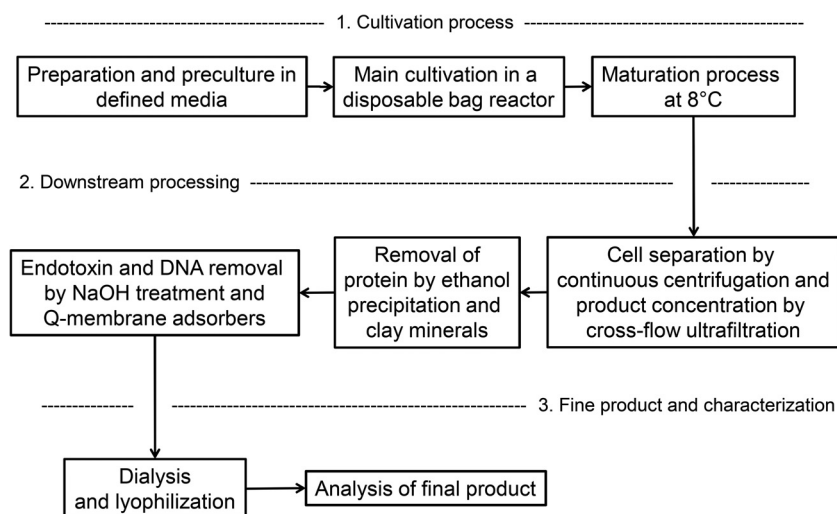 1. Cultivation process
Preparation and preculture in
defined media
Main cultivation in a
disposable bag reactor
Maturation process
at 8°C
2. Downstream processing
Cell separation by
continuous centrifugation and
product concentration by
cross-flow ultrafiltration
Removal of
protein by ethanol
precipitation and
clay minerals
Endotoxin and DNA removal
by NaOH treatment and
Q-membrane adsorbers
3. Fine product and characterization
Dialysis
and lyophilization
Analysis of final product